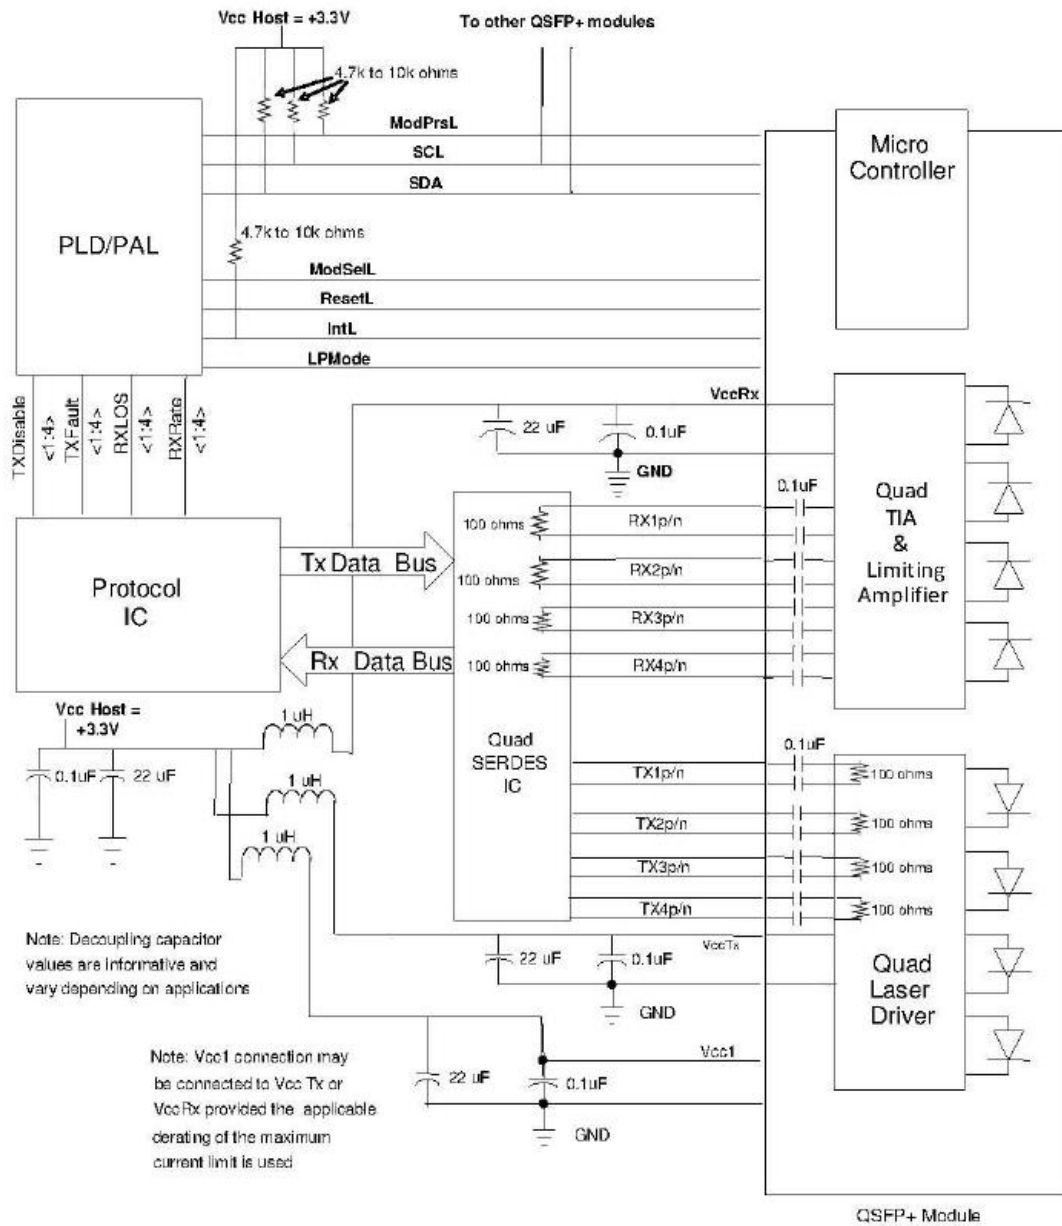 Vcc Host = +3.3V
To other QSFP+ modules
4.7k to 10k ohms
ModPrsL
SCL
SDA
Micro
Controller
PLD/PAL
4.7k to 10k ohms
ModSelL
ResetL
IntL
LPMode
TXDisable
<1:4>
TXFault
<1:4>
RXLOS
<1:4>
RXRate
<1:4>
VccRx
22 uF
0.1uF
GND
0.1uF
Quad
TIA
&
Limiting
Amplifier
100 ohms
RX1p/n
100 ohms
RX2p/n
100 ohms
RX3p/n
100 ohms
RX4p/n
Protocol
IC
Tx Data Bus
Rx Data Bus
Vcc Host =
+3.3V
1 uH
0.1uF
22 uF
1 uH
1 uH
Quad
SERDES
IC
0.1uF
TX1p/n
100 ohms
TX2p/n
100 ohms
TX3p/n
100 ohms
TX4p/n
100 ohms
VccTx
22 uF
0.1uF
GND
Quad
Laser
Driver
Note: Decoupling capacitor
values are informative and
vary depending on applications
Vcc1
22 uF
0.1uF
GND
Note: Vcc1 connection may
be connected to Vcc Tx or
VccRx provided the applicable
derating of the maximum
current limit is used
QSFP+ Module